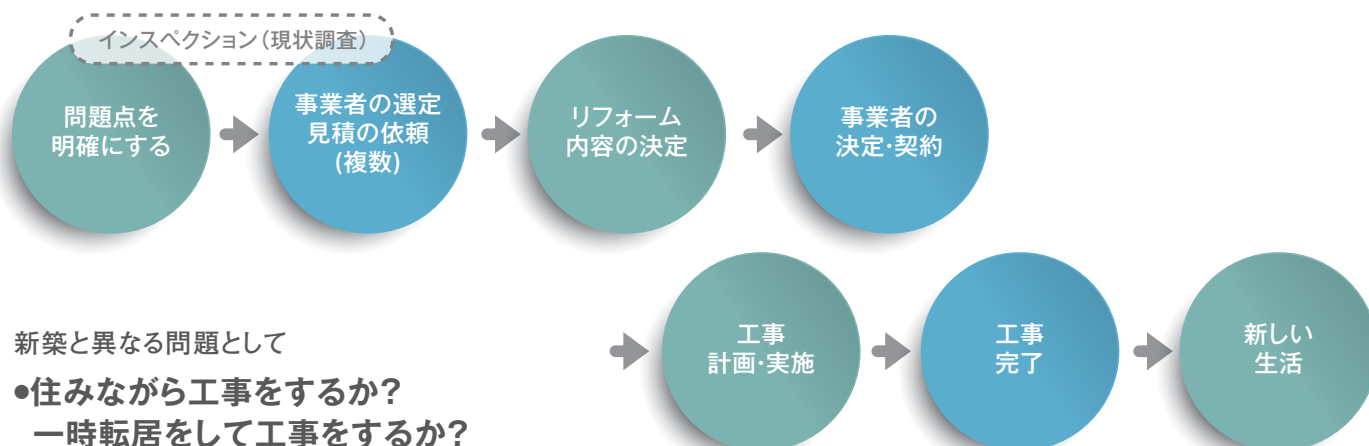 インスペクション（現状調査）
問題点を
明確にする
事業者の選定
見積の依頼
(複数)
リフォーム
内容の決定
事業者の
決定・契約
工事
計画・実施
工事
完了
新しい
生活
新築と異なる問題として
●住みながら工事をするか？
一時転居をして工事をするか？